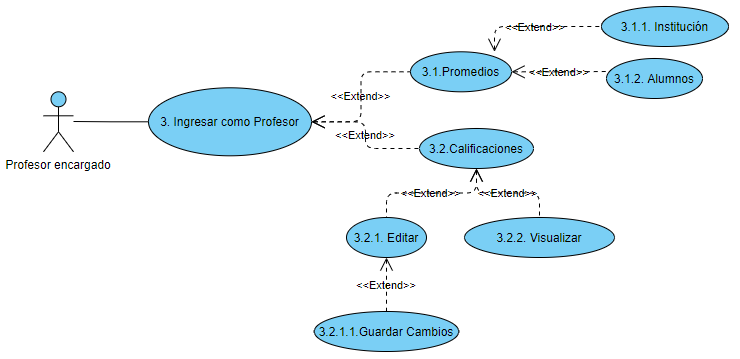 <<Extend>>
3.1.1. Institución
3.1.Promedios
<<Extend>>
3.1.2. Alumnos
<<Extend>>
3. Ingresar como Profesor
<<Extend>>
3.2.Calificaciones
Profesor encargado
<<Extend>>
<<Extend>>
3.2.1. Editar
3.2.2. Visualizar
<<Extend>>
3.2.1.1.Guardar Cambios